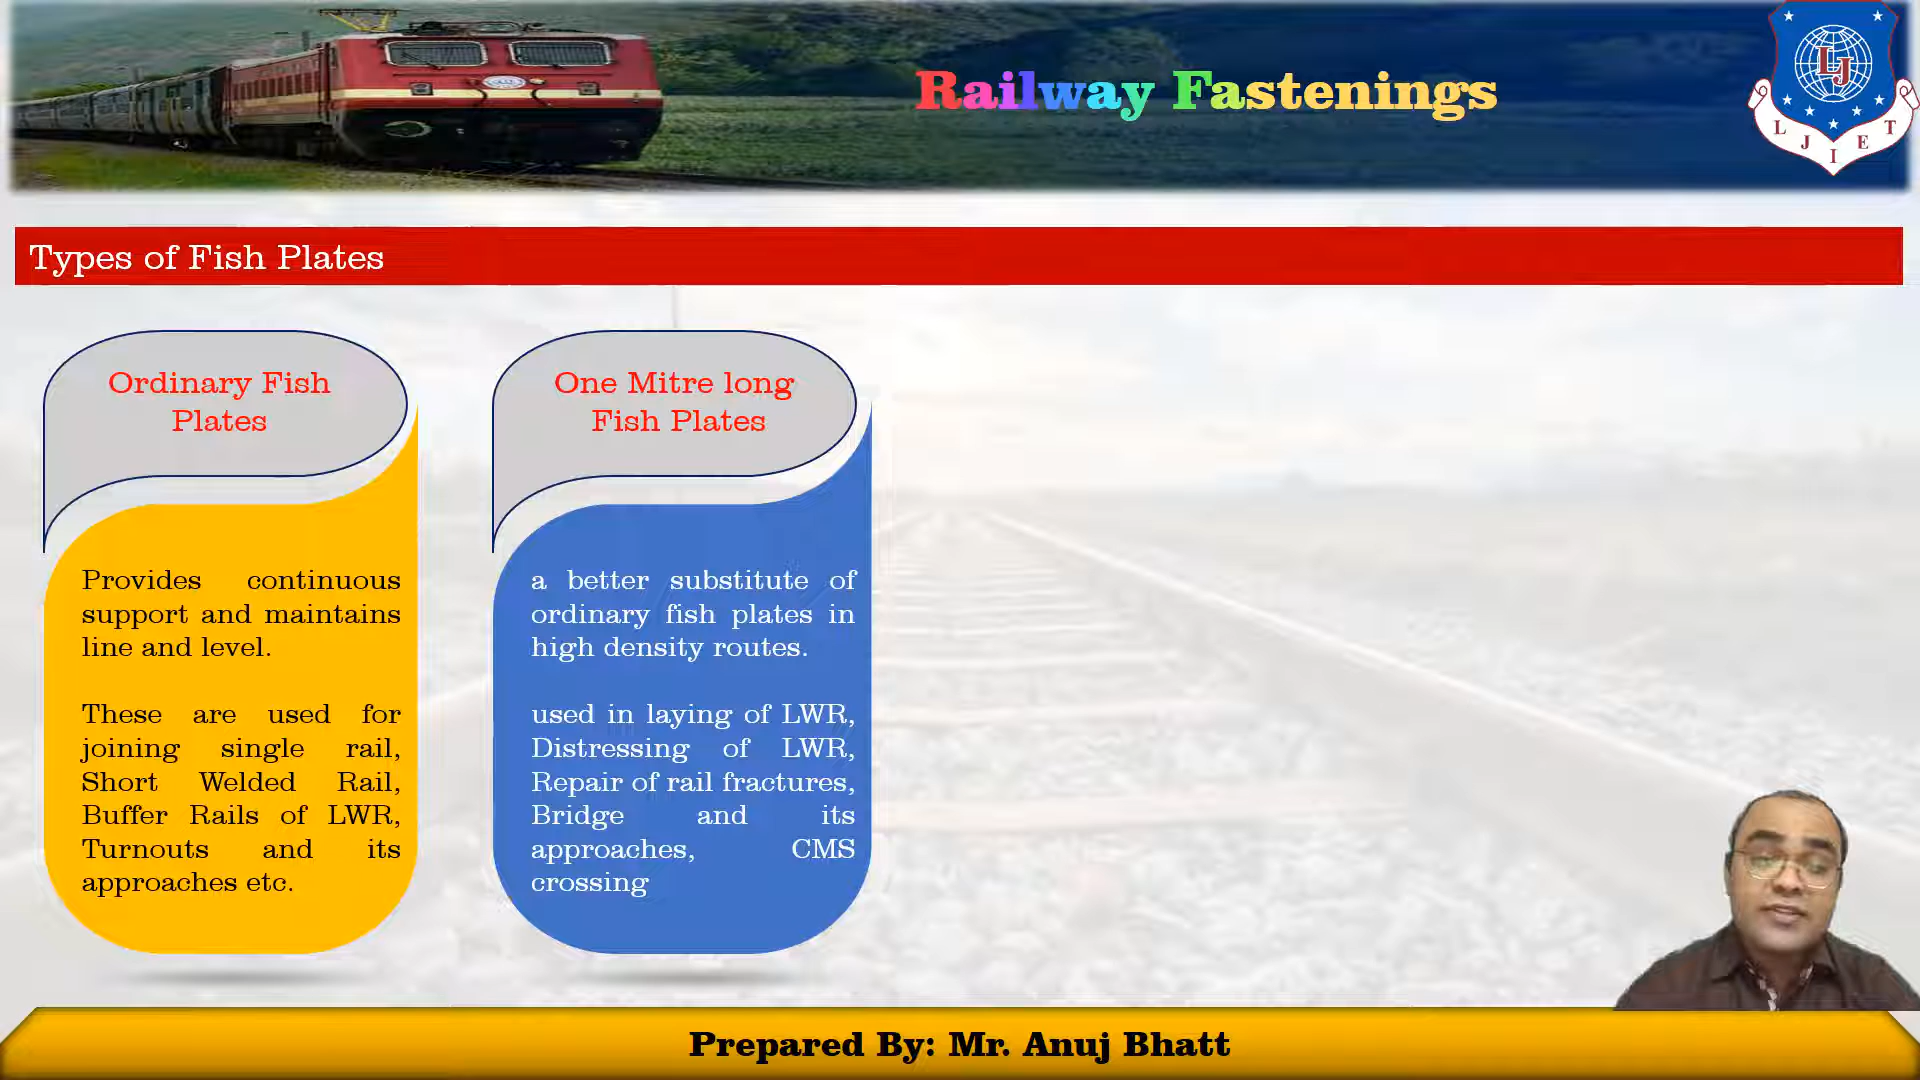 Railway Fastenings
LJ
L J I E T
Types of Fish Plates
Ordinary Fish
Plates
Provides continuous
support and maintains
line and level.
These are used for
joining single rail,
Short Welded Rail,
Buffer Rails of LWR,
Turnouts and its
approaches etc.
One Mitre long
Fish Plates
a better substitute of
ordinary fish plates in
high density routes.
used in laying of LWR,
Distressing of LWR,
Repair of rail fractures,
Bridge and its
approaches, CMS
crossing
Prepared By: Mr. Anuj Bhatt